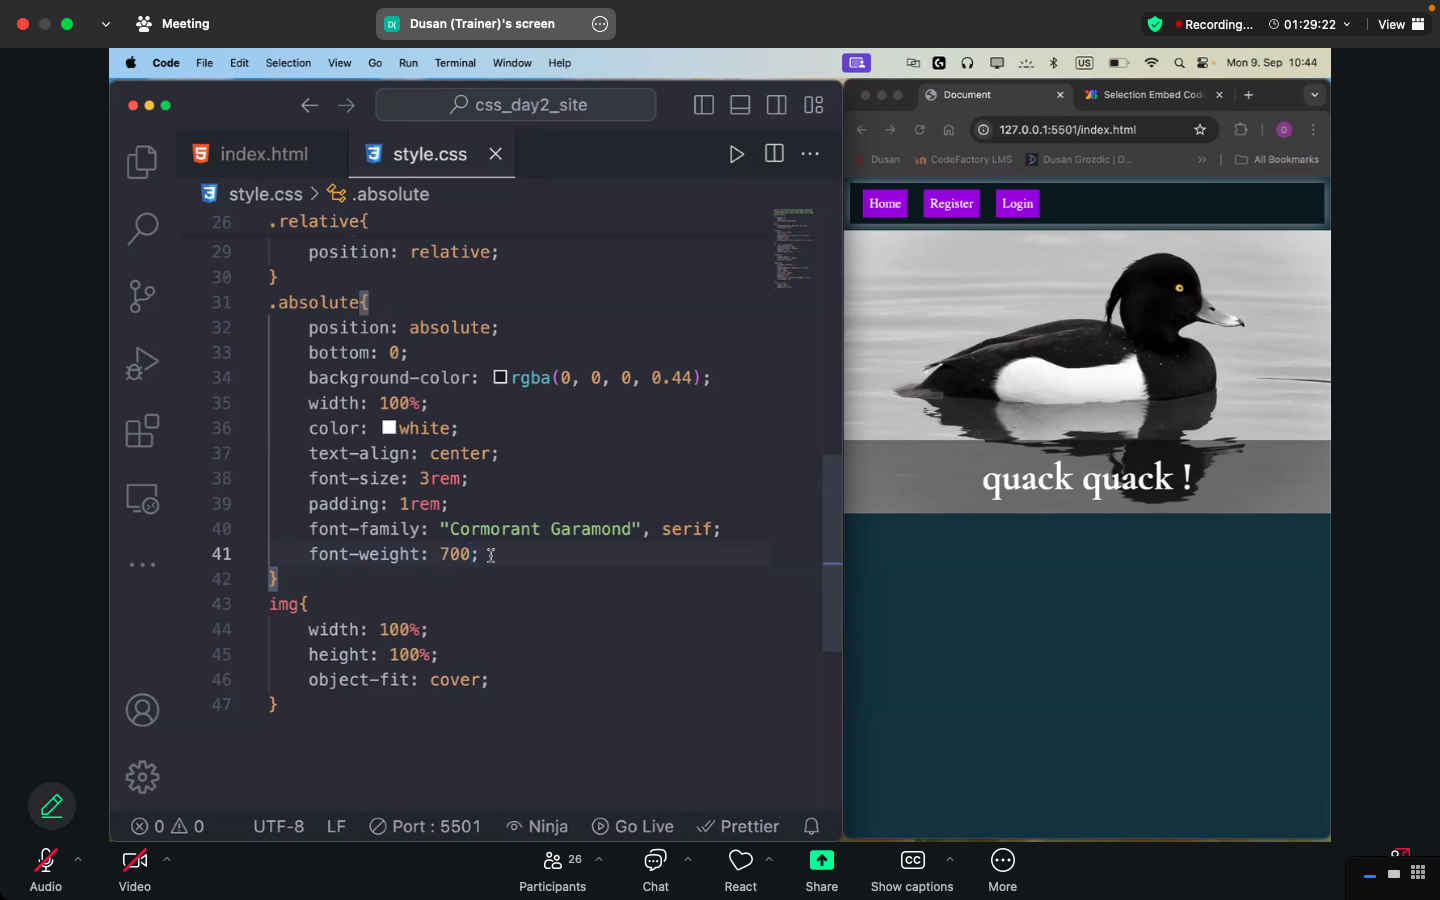 Meeting
D( Dusan (Trainer)'s screen
Recording... 01:29:22 View
Code File Edit Selection View Go Run Terminal Window Help
US Mon 9. Sep 10:44
css_day2_site
Document
Selection Embed Cod
index.html
style.css
127.0.0.1:5501/index.html
D
Dusan CodeFactory LMS Dusan Grozdic | D... All Bookmarks
style.css > .absolute
Home Register Login
26 .relative{
29 position: relative;
30 }
31 .absolute{
32 position: absolute;
33 bottom: 0;
34 background-color: rgba(0, 0, 0, 0.44);
35 width: 100%;
36 color: white;
37 text-align: center;
38 font-size: 3rem;
39 padding: 1rem;
40 font-family: "Cormorant Garamond", serif;
41 font-weight: 700;
42 }
43 img{
44 width: 100%;
45 height: 100%;
46 object-fit: cover;
47 }
quack quack !
0 0 UTF-8 LF Port : 5501 Ninja Go Live Prettier
26
CC
Audio Video Participants Chat React Share Show captions More